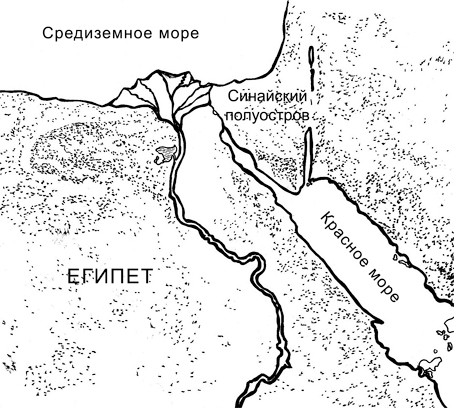 Средиземное море
Синайский
полуостров
Красное море
ЕГИПЕТ